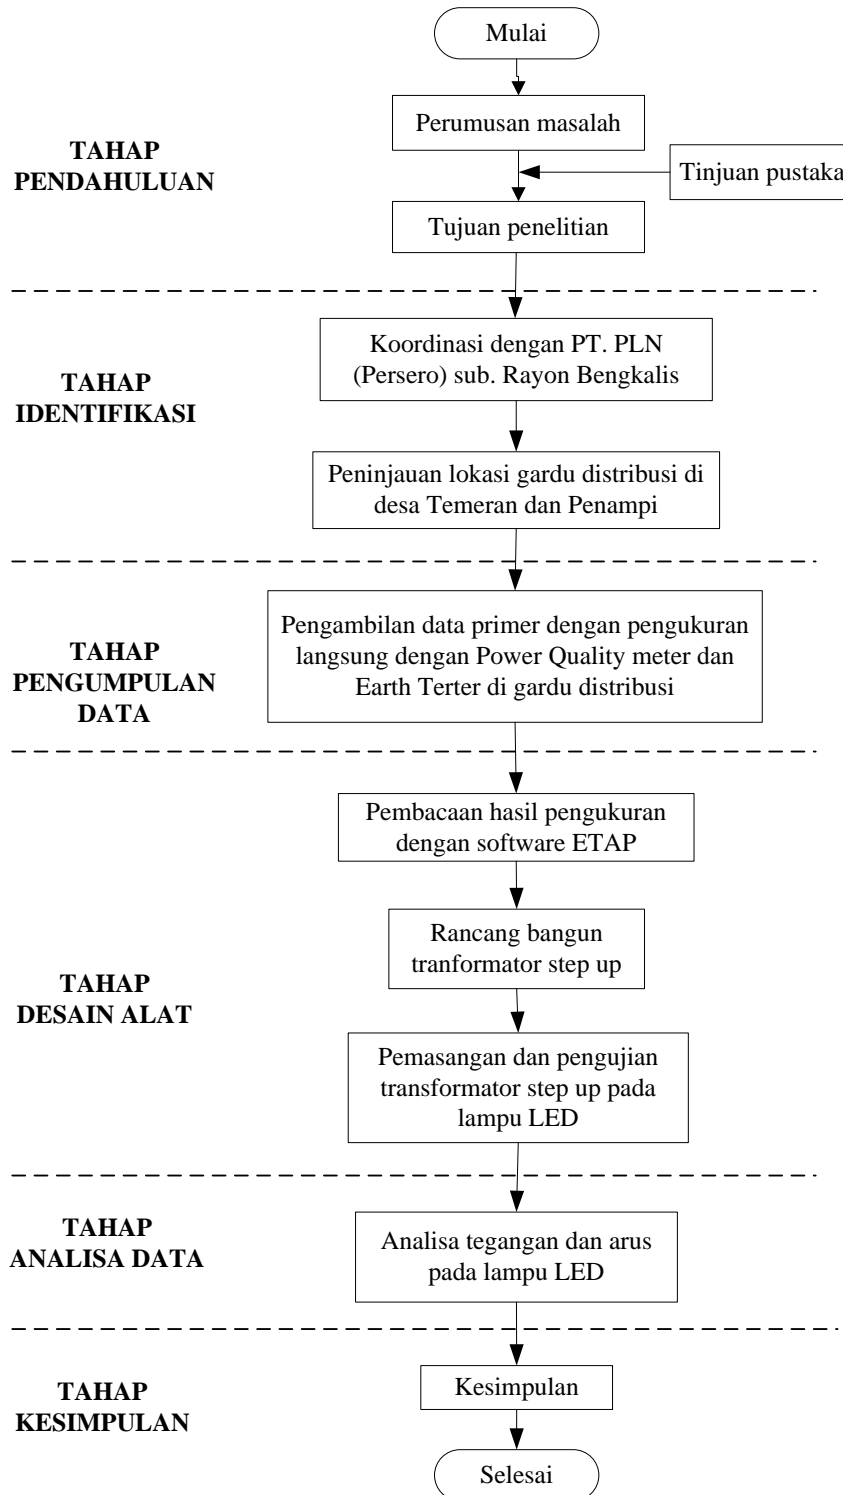 Mulai
Perumusan masalah
TAHAP
PENDAHULUAN
Tinjuan pustaka
Tujuan penelitian
Koordinasi dengan PT. PLN
(Persero) sub. Rayon Bengkalis
TAHAP
IDENTIFIKASI
Peninjauan lokasi gardu distribusi di
desa Temeran dan Penampi
Pengambilan data primer dengan pengukuran
langsung dengan Power Quality meter dan
Earth Terter di gardu distribusi
TAHAP
PENGUMPULAN
DATA
Pembacaan hasil pengukuran
dengan software ETAP
Rancang bangun
tranformator step up
TAHAP
DESAIN ALAT
Pemasangan dan pengujian
transformator step up pada
lampu LED
TAHAP
ANALISA DATA
Analisa tegangan dan arus
pada lampu LED
TAHAP
KESIMPULAN
Kesimpulan
Selesai